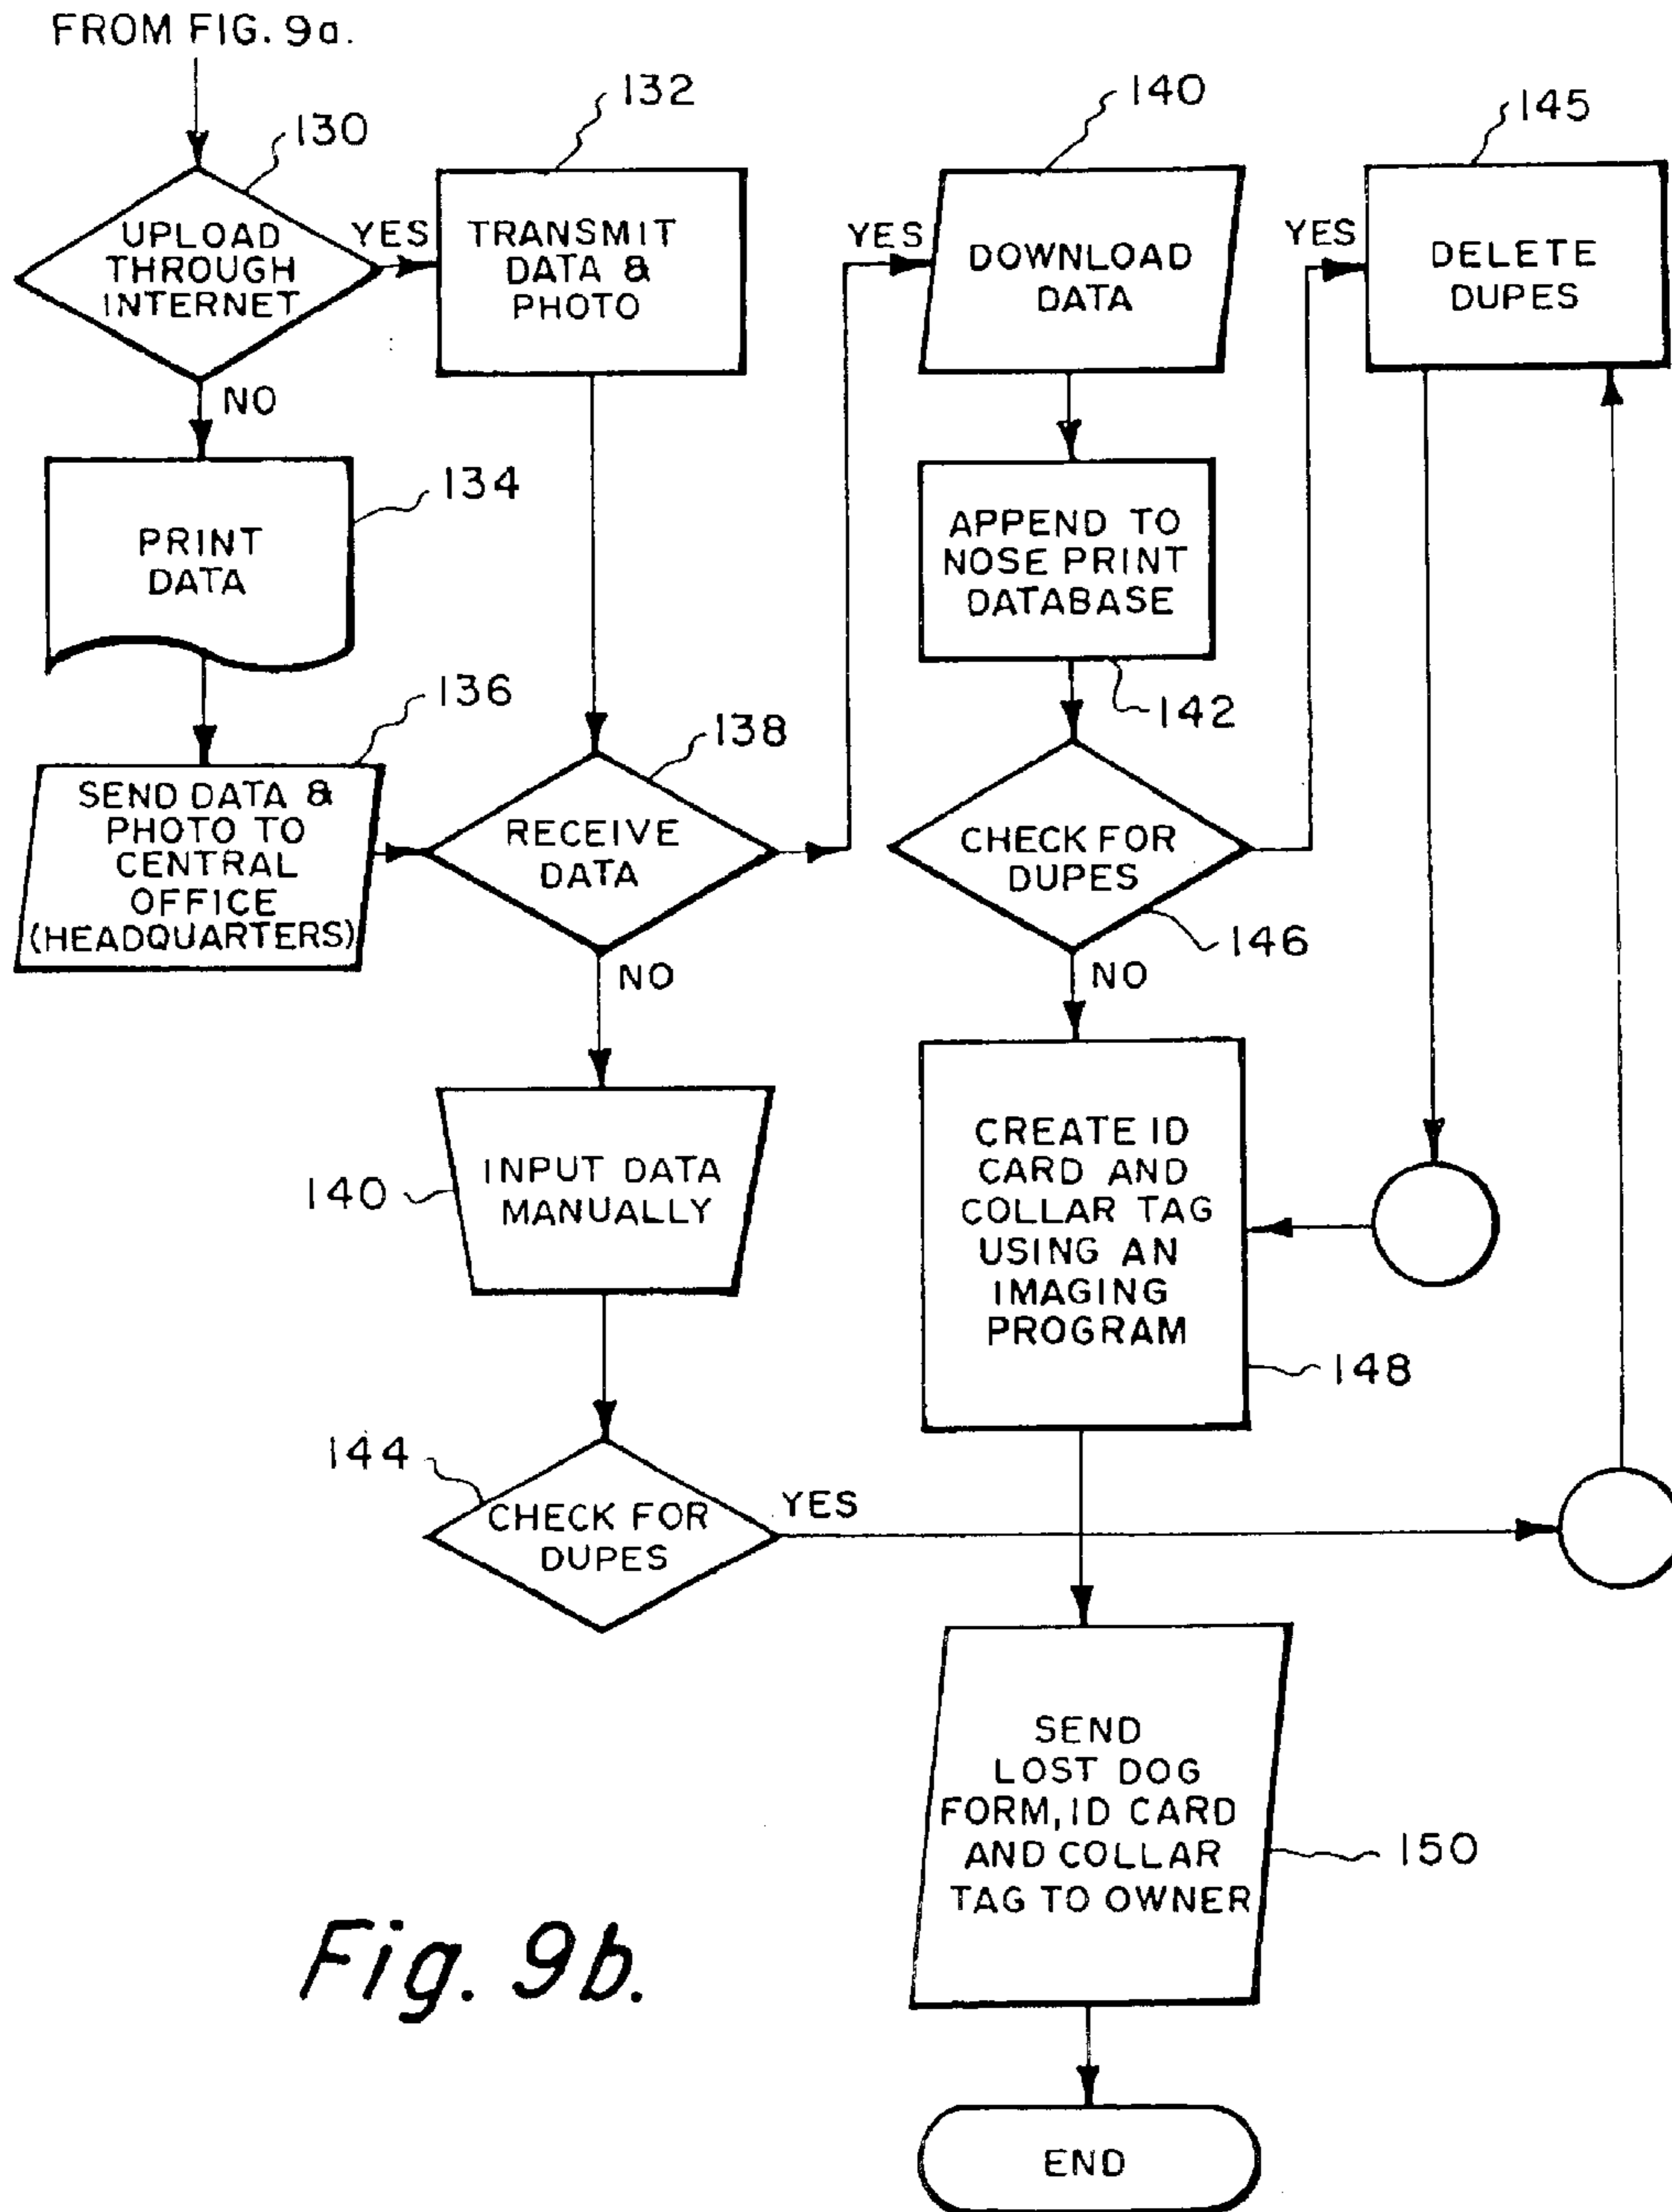 FROM FIG. 9a.
130
UPLOAD
THROUGH
INTERNET
YES
NO
132
TRANSMIT
DATA &
PHOTO
134
PRINT
DATA
136
SEND DATA &
PHOTO TO
CENTRAL
OFFICE
(HEADQUARTERS)
138
RECEIVE
DATA
YES
NO
140
DOWNLOAD
DATA
APPEND TO
NOSE PRINT
DATABASE
142
CHECK FOR
DUPES
146
YES
NO
145
DELETE
DUPES
140
INPUT DATA
MANUALLY
144
CHECK FOR
DUPES
YES
CREATE ID
CARD AND
COLLAR TAG
USING AN
IMAGING
PROGRAM
148
SEND
LOST DOG
FORM, ID CARD
AND COLLAR
TAG TO OWNER
150
END
Fig. 9b.